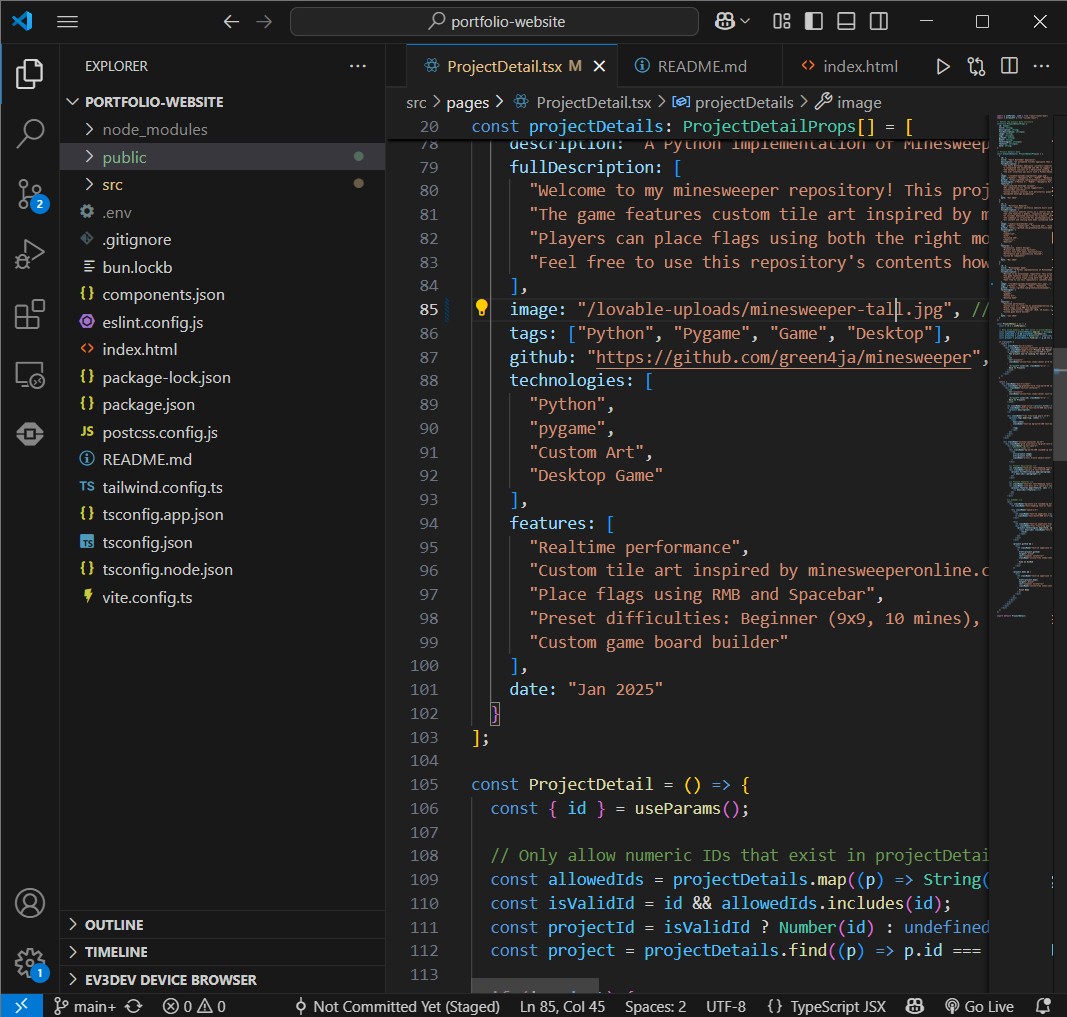 portfolio-website
EXPLORER
PORTFOLIO-WEBSITE
node_modules
public
src
2
.env
.gitignore
bun.lockb
components.json
eslint.config.js
index.html
package-lock.json
package.json
JS postcss.config.js
README.md
TS tailwind.config.ts
tsconfig.app.json
TS tsconfig.json
tsconfig.node.json
vite.config.ts
OUTLINE
TIMELINE
EV3DEV DEVICE BROWSER
1
ProjectDetail.tsx M
README.md
index.html
src > pages > ProjectDetail.tsx > projectDetails > image
20 const projectDetails: ProjectDetailProps[] = [
78 description: "A Python implementation of Minesweep
79 fullDescription: [
80 "Welcome to my minesweeper repository! This proj
81 "The game features custom tile art inspired by m
82 "Players can place flags using both the right mo
83 "Feel free to use this repository's contents how
84 ],
85 image: "/lovable-uploads/minesweeper-tall.jpg", //
86 tags: ["Python", "Pygame", "Game", "Desktop"],
87 github: "https://github.com/green4ja/minesweeper",
88 technologies: [
89 "Python",
90 "pygame",
91 "Custom Art",
92 "Desktop Game"
93 ],
94 features: [
95 "Realtime performance",
96 "Custom tile art inspired by minesweeperonline.c
97 "Place flags using RMB and Spacebar",
98 "Preset difficulties: Beginner (9x9, 10 mines),
99 "Custom game board builder"
100 ],
101 date: "Jan 2025"
102 }
103 ];
104
105 const ProjectDetail = () => {
106 const { id } = useParams();
107
108 // Only allow numeric IDs that exist in projectDetai
109 const allowedIds = projectDetails.map((p) => String(
110 const isValidId = id && allowedIds.includes(id);
111 const projectId = isValidId ? Number(id) : undefined
112 const project = projectDetails.find((p) => p.id ===
113
main+ 0 0 Not Committed Yet (Staged) Ln 85, Col 45 Spaces: 2 UTF-8 {} TypeScript JSX Go Live